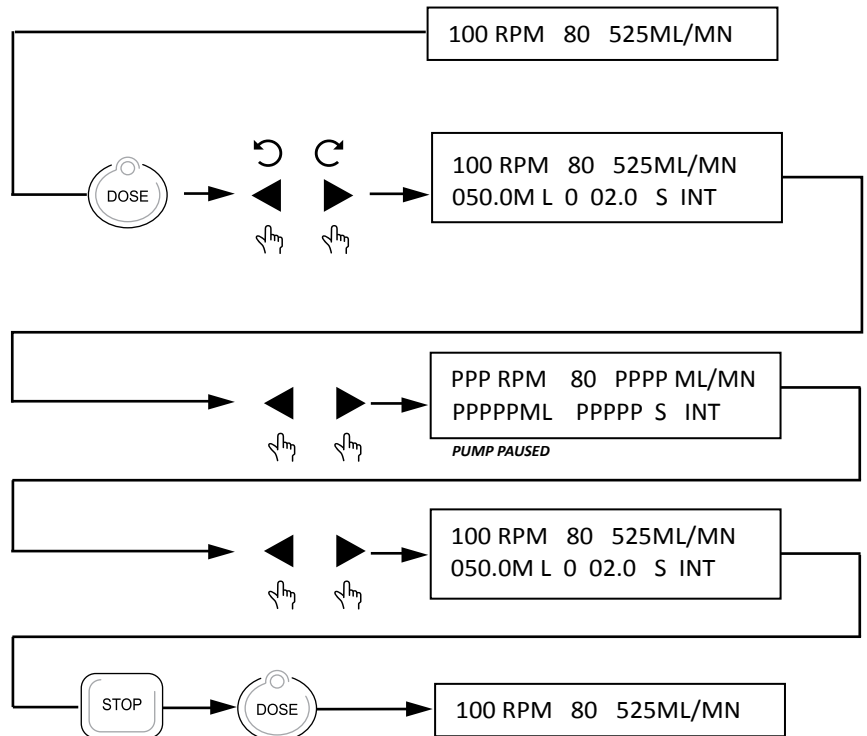 100 RPM 80 525ML/MN
DOSE
100 RPM 80 525ML/MN
050.0M L 0 02.0 S INT
PPP RPM 80 PPPP ML/MN
PPPPPML PPPPP S INT
PUMP PAUSED
100 RPM 80 525ML/MN
050.0M L 0 02.0 S INT
STOP
DOSE
100 RPM 80 525ML/MN